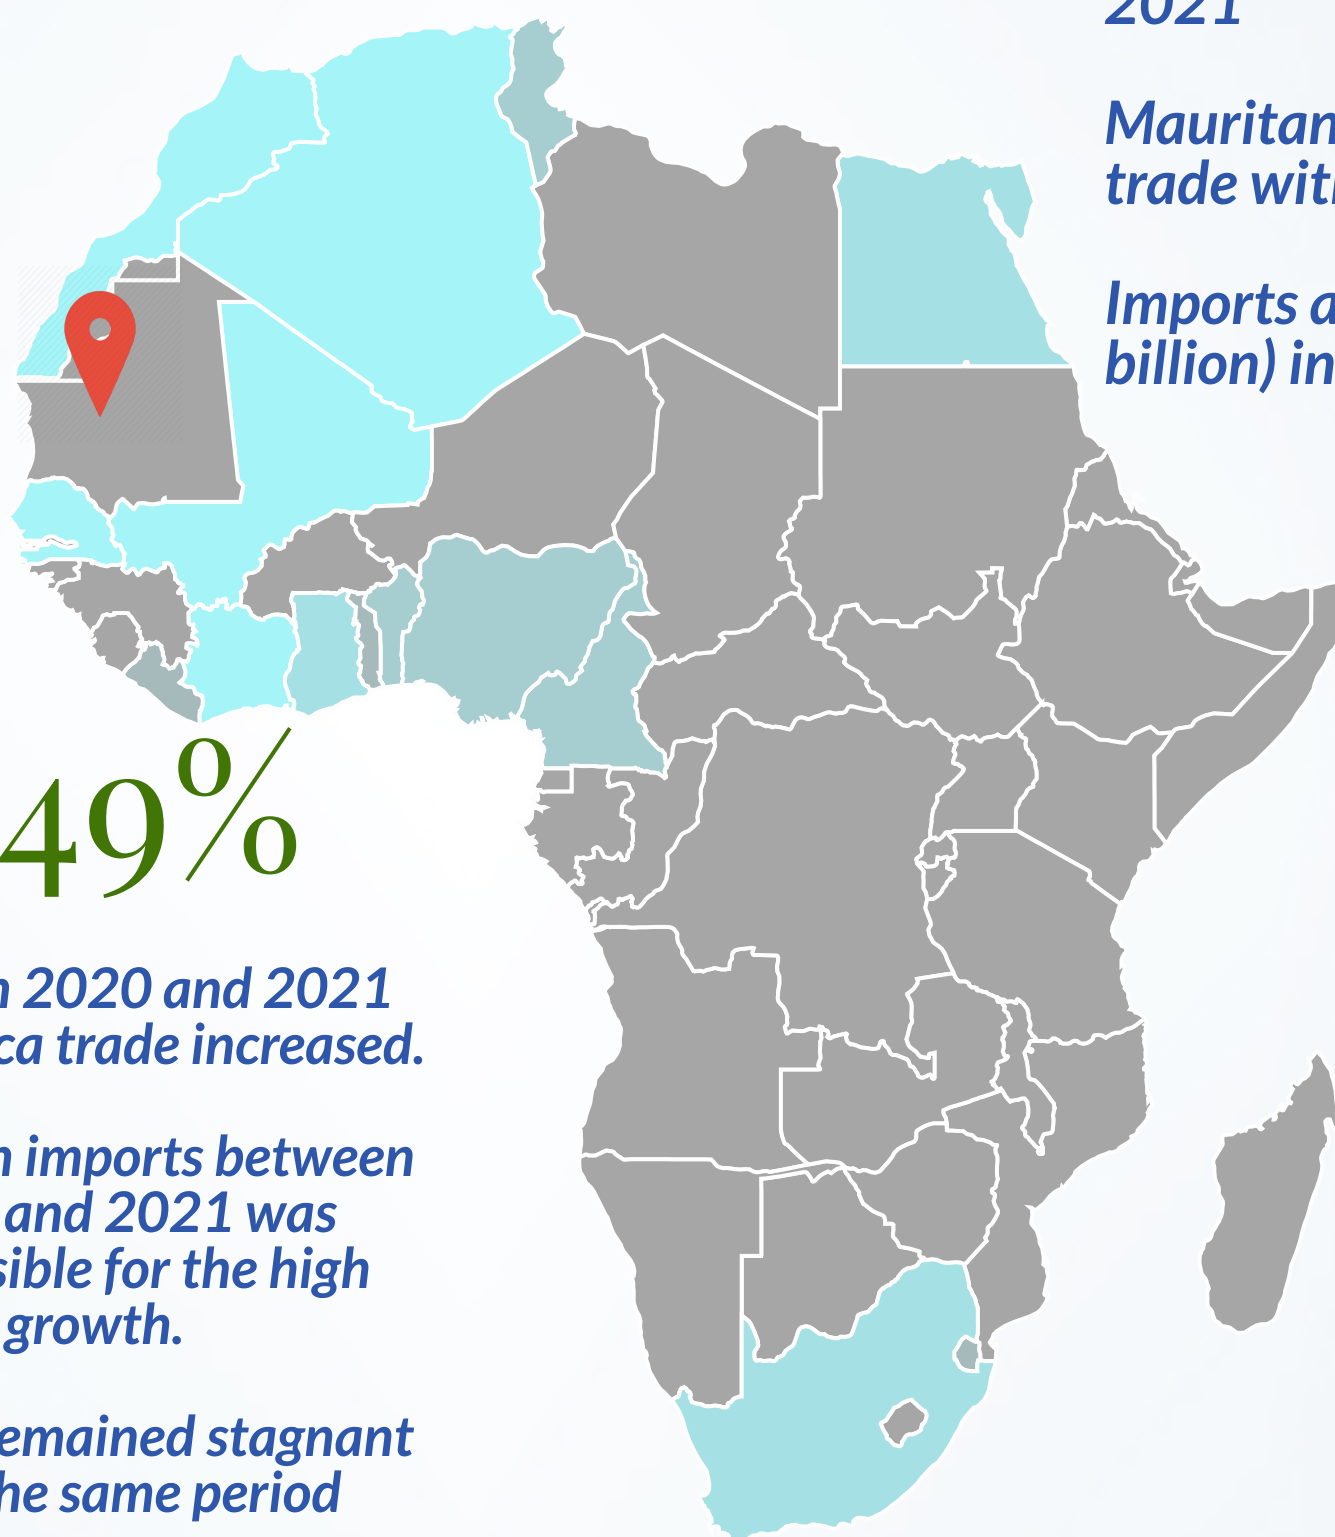 2021
Mauritan
trade with
Imports a
billion) in
49%
n 2020 and 2021
ca trade increased.
n imports between
and 2021 was
sible for the high
growth.
emained stagnant
he same period